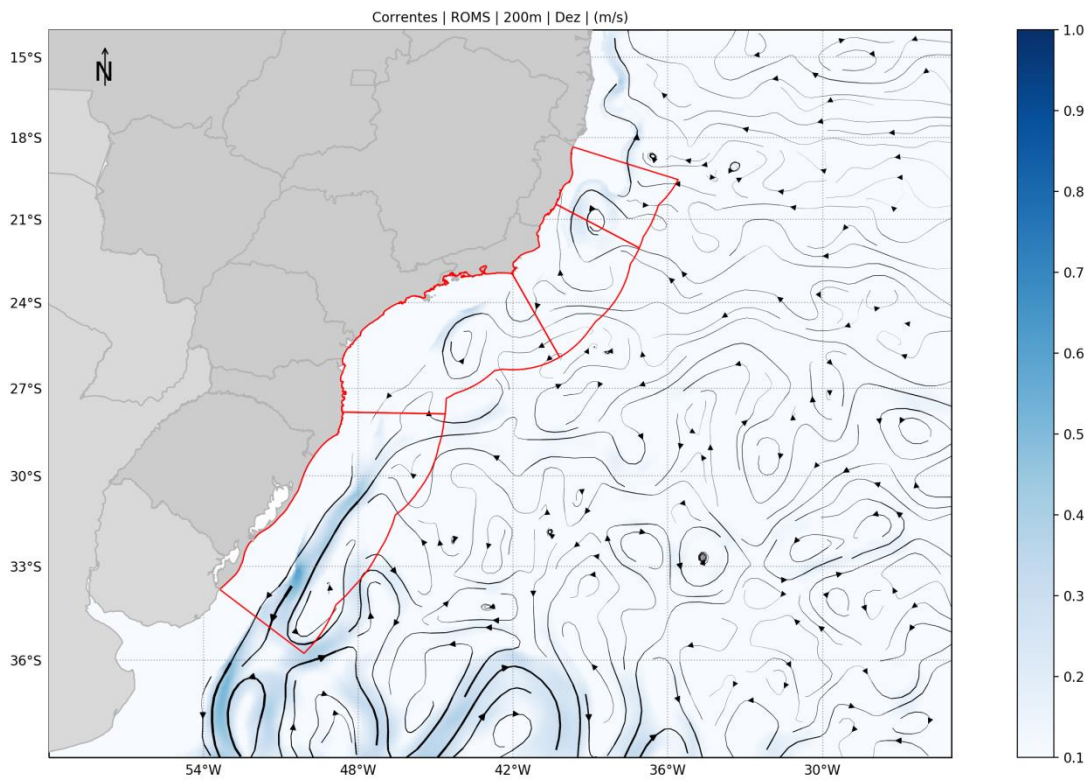 Correntes | ROMS | 200m | Dez | (m/s)
N
15°S
18°S
21°S
24°S
27°S
30°S
33°S
36°S
54°W
48°W
42°W
36°W
30°W
1.0
0.9
0.8
0.7
0.6
0.5
0.4
0.3
0.2
0.1